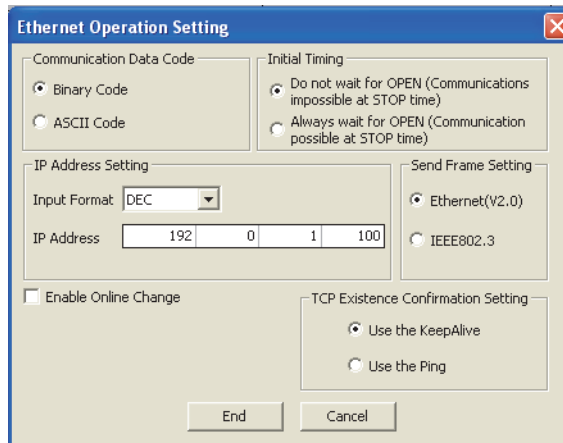 Ethernet Operation Setting
Communication Data Code
Binary Code
ASCII Code
Initial Timing
Do not wait for OPEN (Communications
impossible at STOP time)
Always wait for OPEN (Communication
possible at STOP time)
IP Address Setting
Input Format DEC
IP Address 192 0 1 100
Send Frame Setting
Ethernet(V2.0)
IEEE802.3
Enable Online Change
TCP Existence Confirmation Setting
Use the KeepAlive
Use the Ping
End Cancel